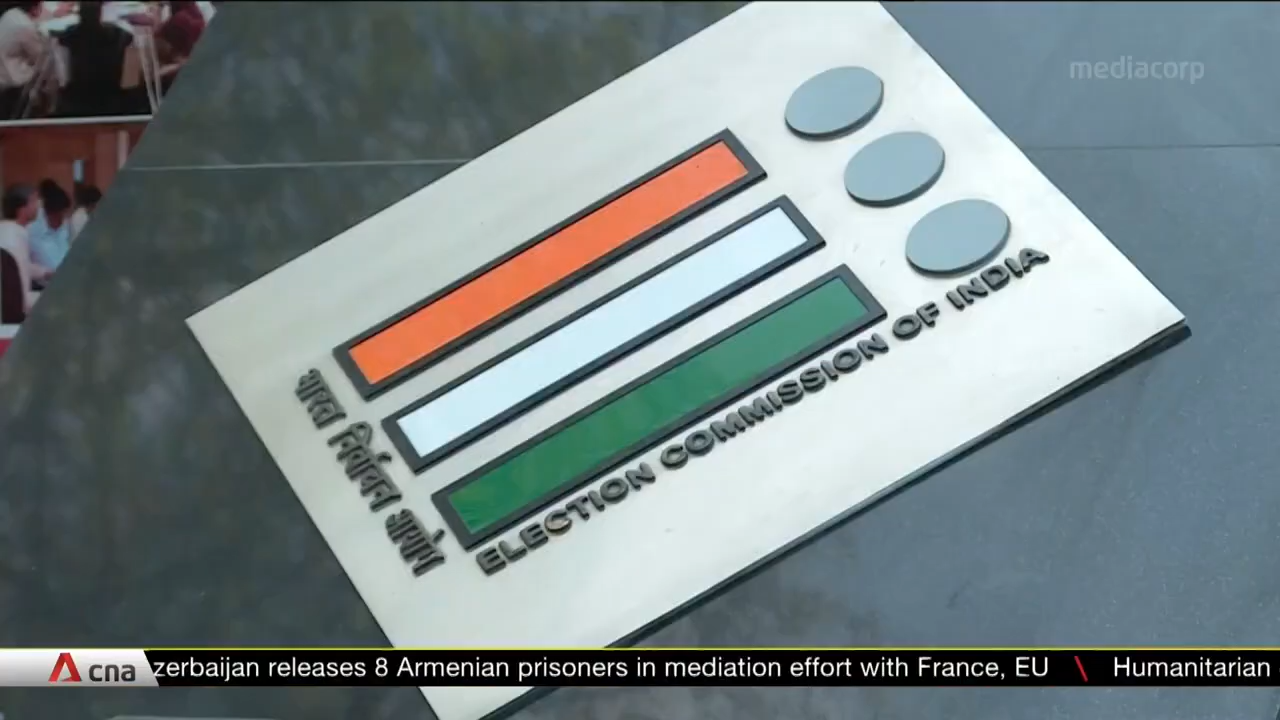 mediacorp
भारत निर्वाचन आयोग
ELECTION COMMISSION OF INDIA
cna
zerbaijan releases 8 Armenian prisoners in mediation effort with France, EU \ Humanitarian